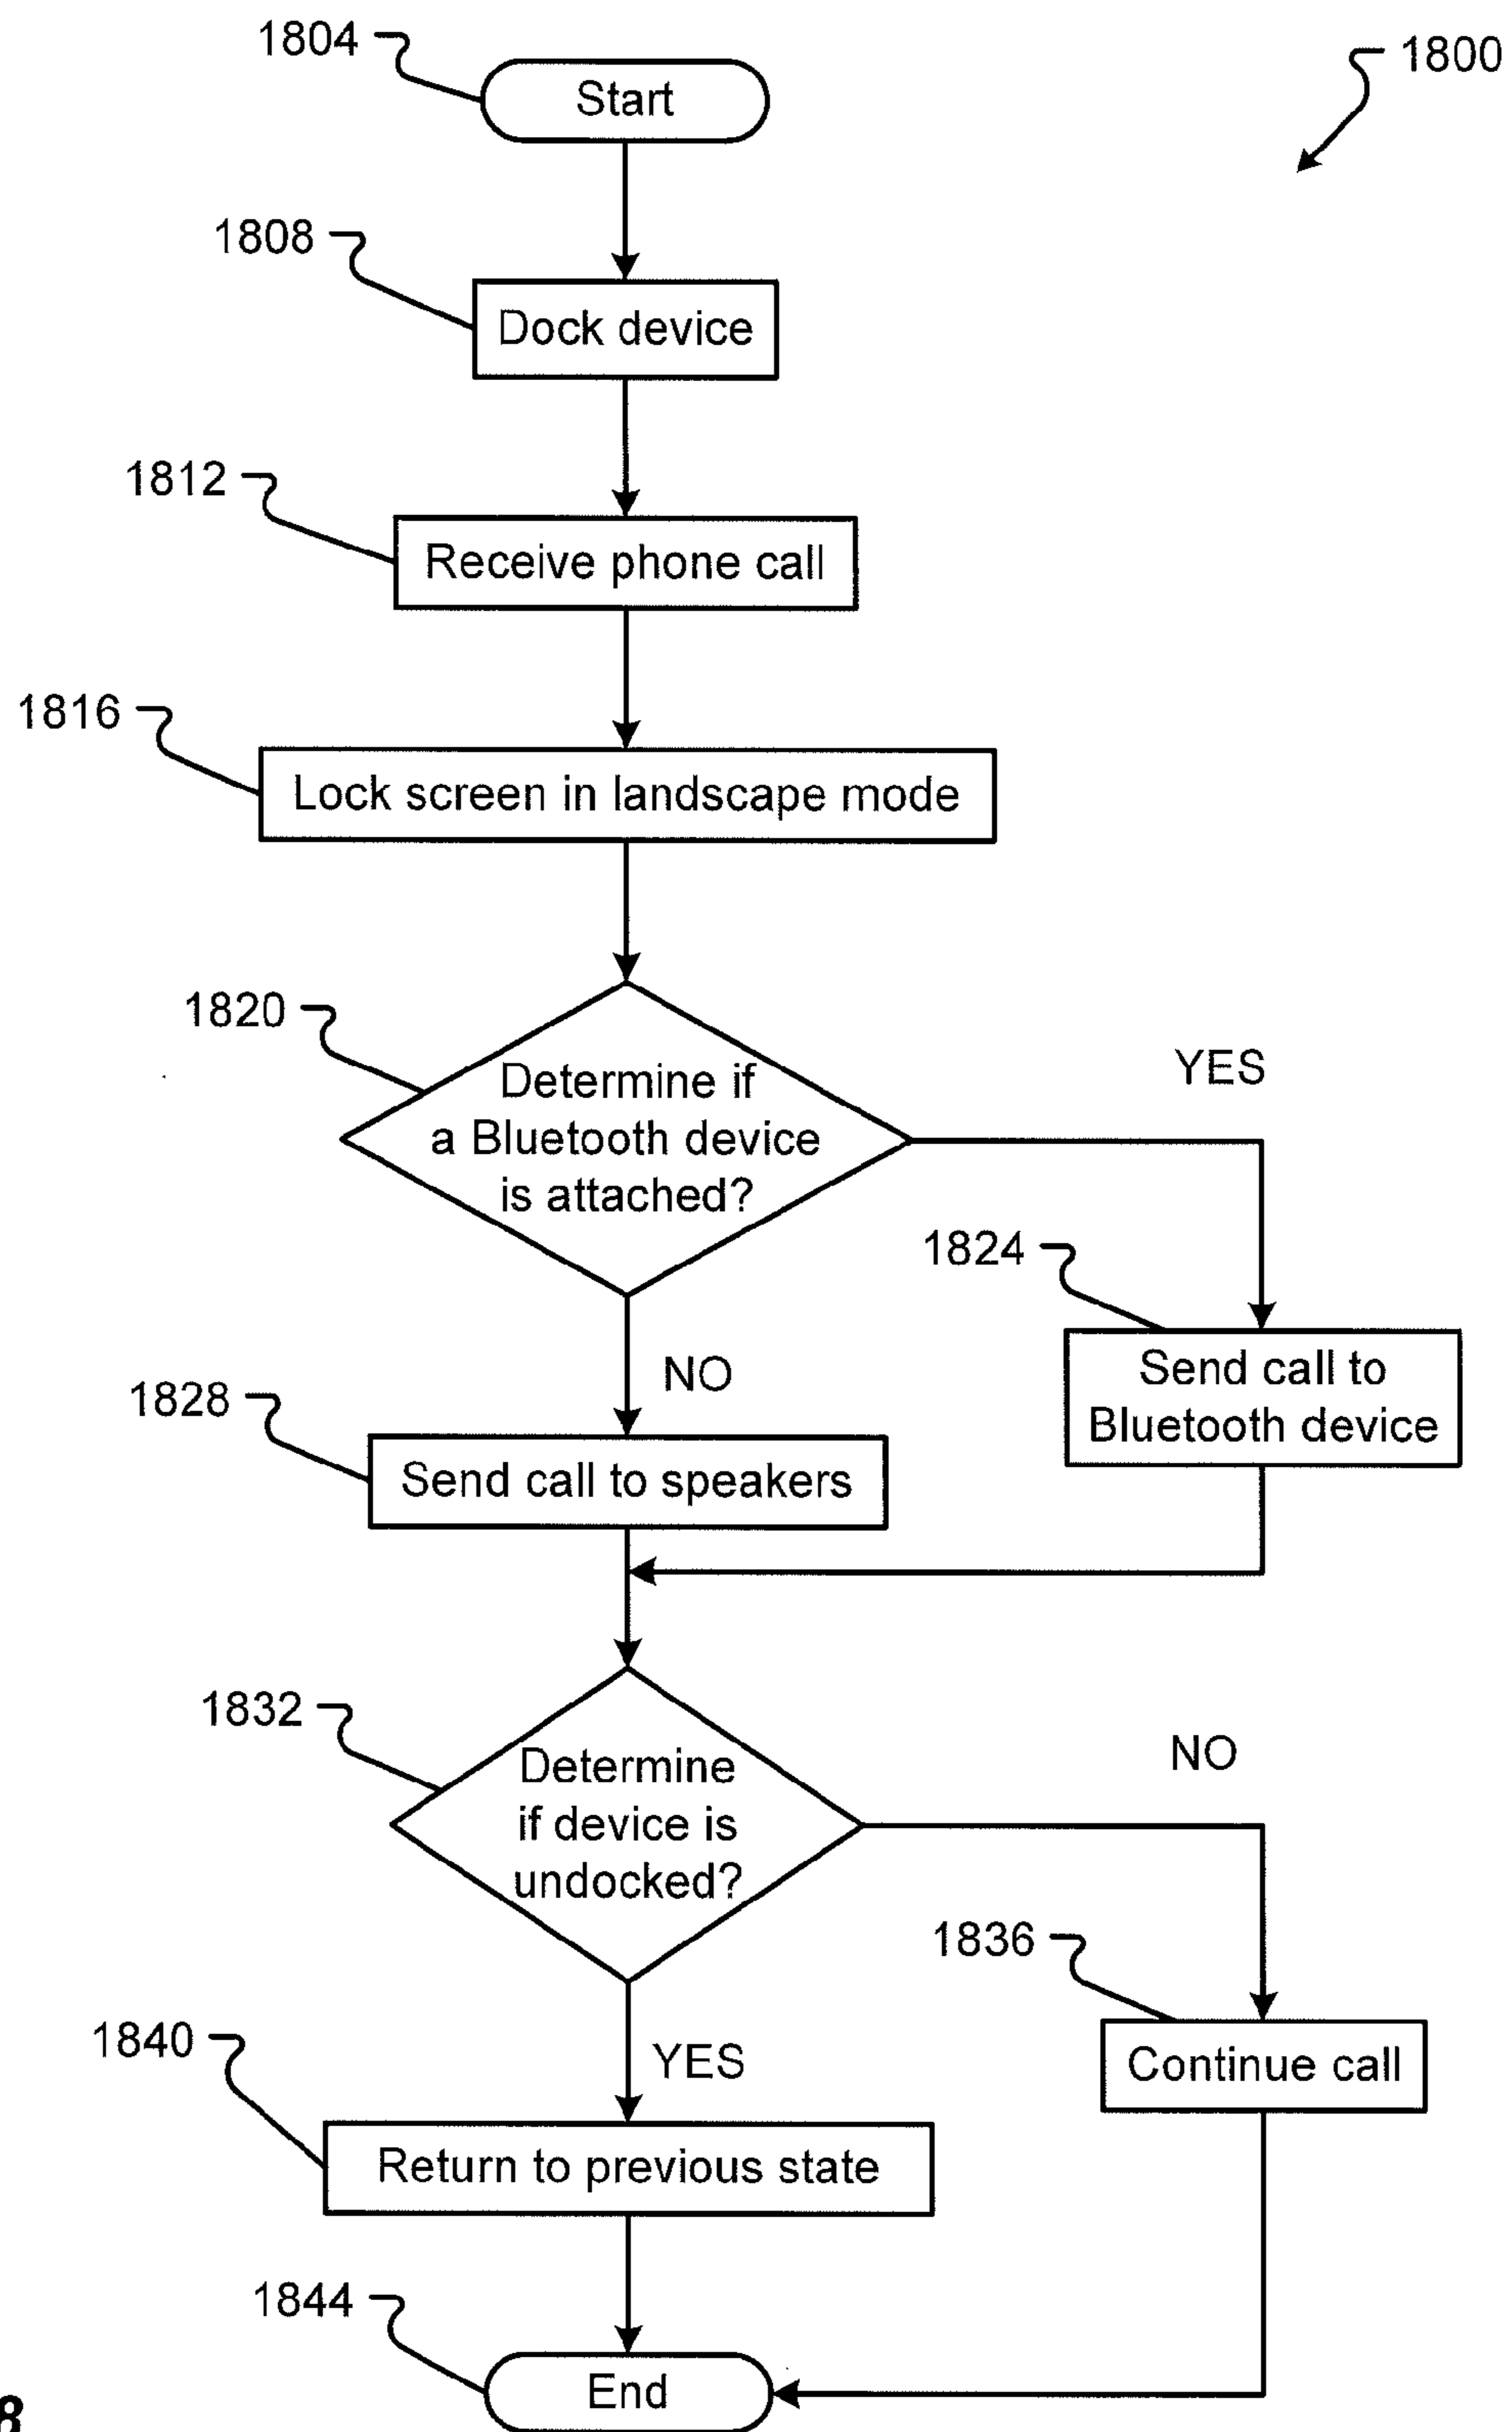 1804
Start
1800
1808
Dock device
1812
Receive phone call
1816
Lock screen in landscape mode
1820
Determine if
a Bluetooth device
is attached?
YES
1824
Send call to
Bluetooth device
NO
1828
Send call to speakers
1832
Determine
if device is
undocked?
NO
1836
Continue call
YES
1840
Return to previous state
1844
End
8